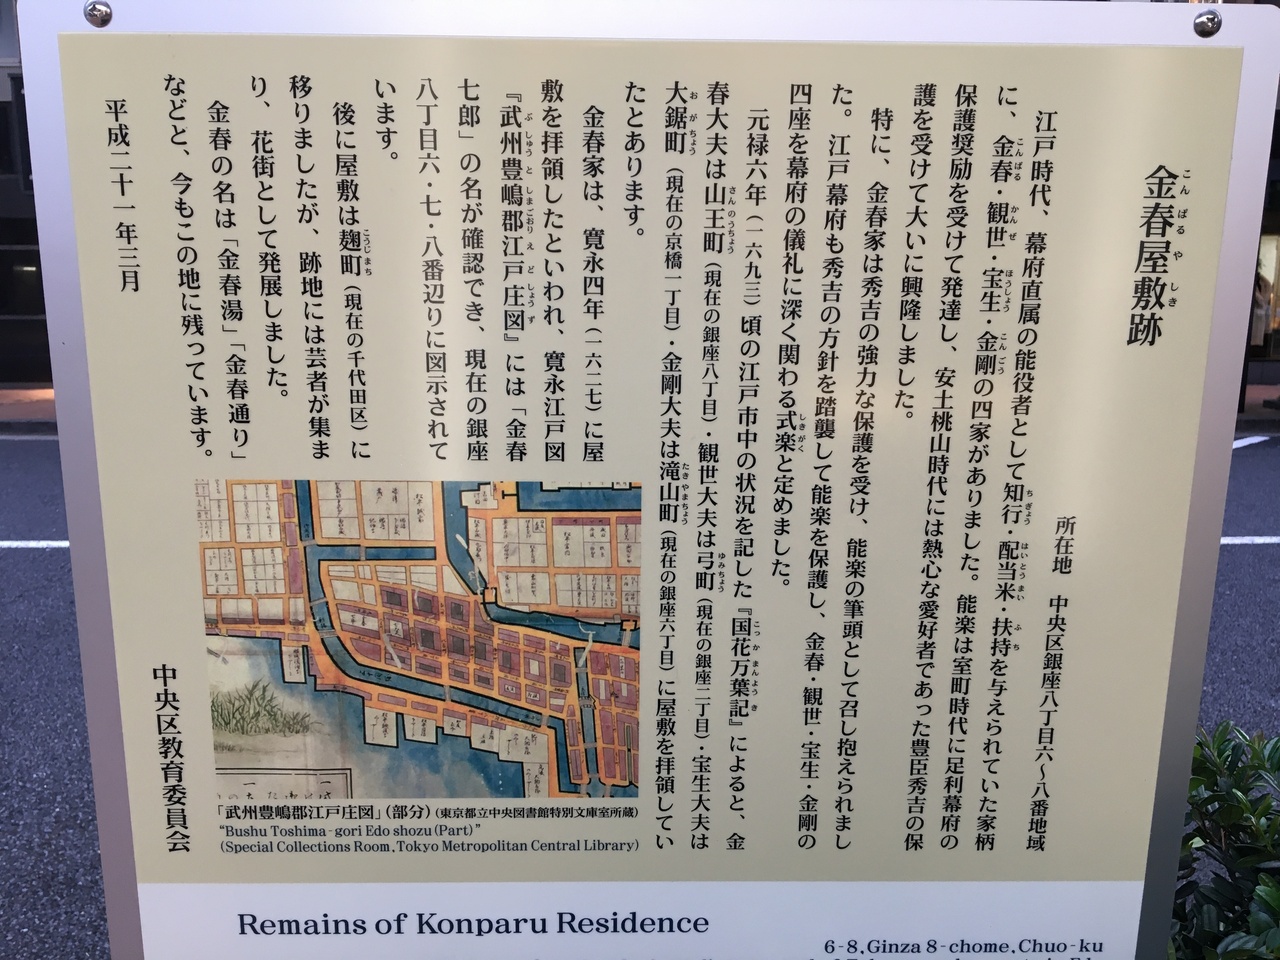 金春屋敷跡
所在地　中央区銀座八丁目六〜八番地域
江戸時代、幕府直属の能役者として知行・配当米・扶持を与えられていた家柄
に、金春・観世・宝生・金剛の四家がありました。能楽は室町時代に足利幕府の
保護奨励を受けて発達し、安土桃山時代には熱心な愛好者であった豊臣秀吉の保
護を受けて大いに興隆しました。
特に、金春家は秀吉の強力な保護を受け、能楽の筆頭として召し抱えられまし
た。江戸幕府も秀吉の方針を踏襲して能楽を保護し、金春・観世・宝生・金剛の
四座を幕府の儀礼に深く関わる式楽と定めました。
元禄六年（一六九三）頃の江戸市中の状況を記した『国花万葉記』によると、金
春大夫は山王町（現在の銀座八丁目）・観世大夫は弓町（現在の銀座二丁目）・宝生大夫は
大鋸町（現在の京橋一丁目）・金剛大夫は滝山町（現在の銀座六丁目）に屋敷を拝領してい
たとあります。
金春家は、寛永四年（一六二七）に屋
敷を拝領したといわれ、寛永江戸図
『武州豊嶋郡江戸庄図』には「金春
七郎」の名が確認でき、現在の銀座
八丁目六・七・八番辺りに図示されて
います。
後に屋敷は麹町（現在の千代田区）に
移りましたが、跡地には芸者が集ま
り、花街として発展しました。
金春の名は「金春湯」「金春通り」
などと、今もこの地に残っています。
平成二十一年三月
中央区教育委員会
「武州豊嶋郡江戸庄図」（部分）（東京都立中央図書館特別文庫室所蔵）
"Bushu Toshima-gori Edo shozu (Part)"
(Special Collections Room, Tokyo Metropolitan Central Library)
Remains of Konparu Residence
6-8, Ginza 8-chome, Chuo-ku